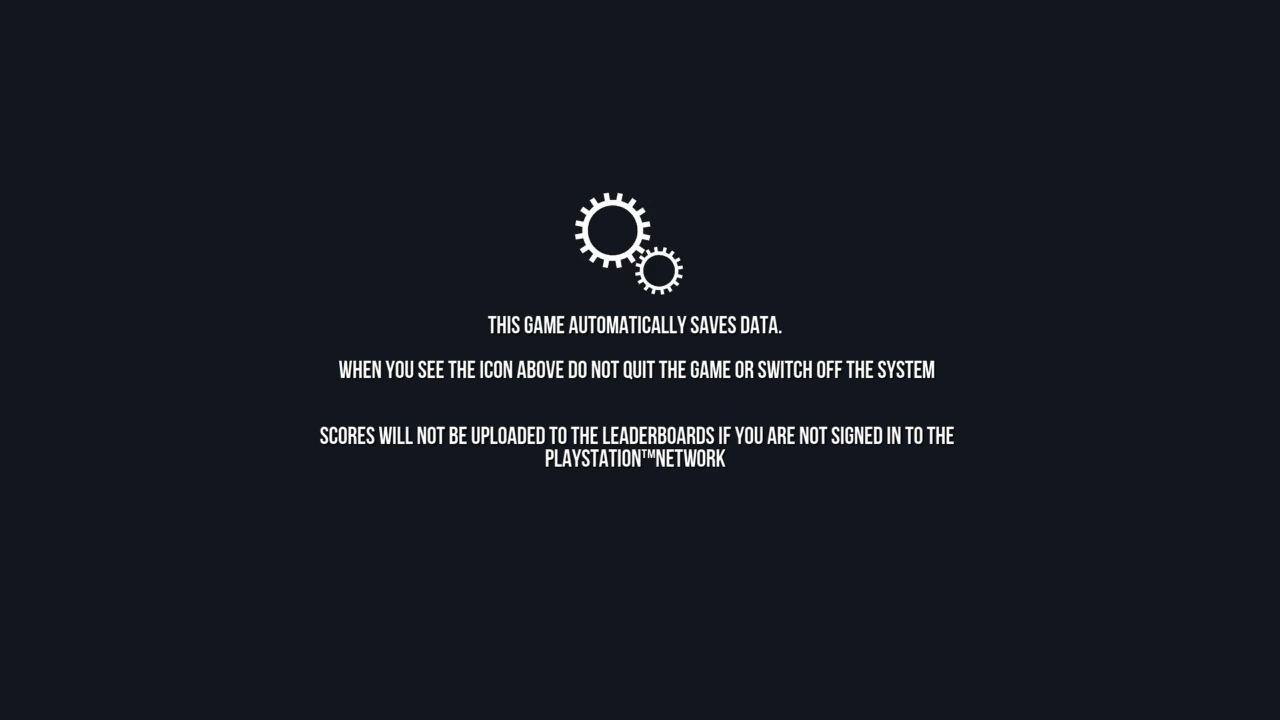 THIS GAME AUTOMATICALLY SAVES DATA.
WHEN YOU SEE THE ICON ABOVE DO NOT QUIT THE GAME OR SWITCH OFF THE SYSTEM
SCORES WILL NOT BE UPLOADED TO THE LEADERBOARDS IF YOU ARE NOT SIGNED IN TO THE
PLAYSTATION™NETWORK